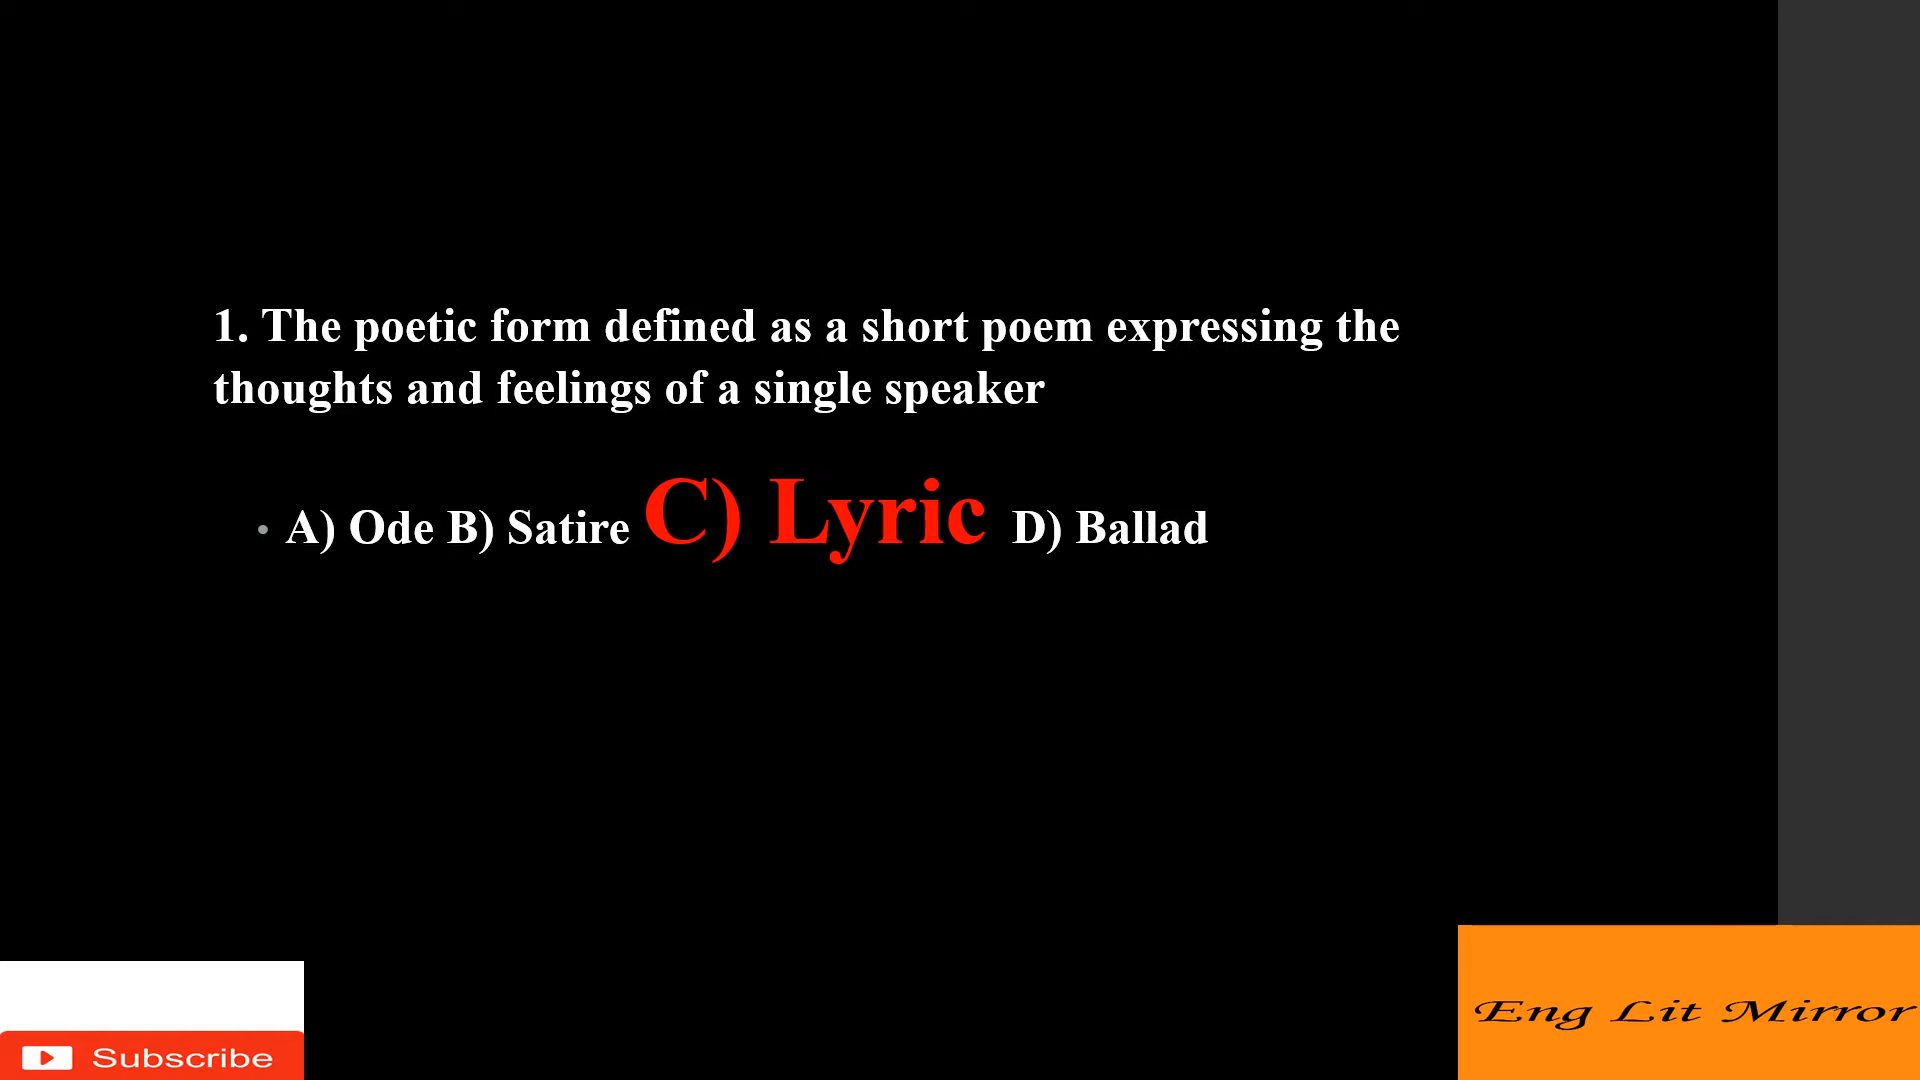 1. The poetic form defined as a short poem expressing the
thoughts and feelings of a single speaker
• A) Ode B) Satire C) Lyric D) Ballad
Eng Lit Mirror
Subscribe